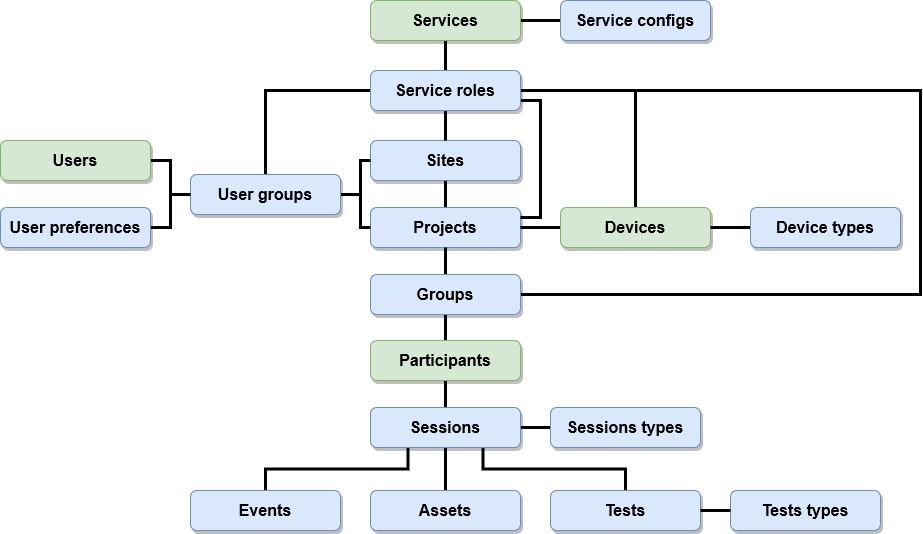 Services
Service configs
Service roles
Users
Sites
User groups
User preferences
Projects
Devices
Device types
Groups
Participants
Sessions
Sessions types
Events
Assets
Tests
Tests types